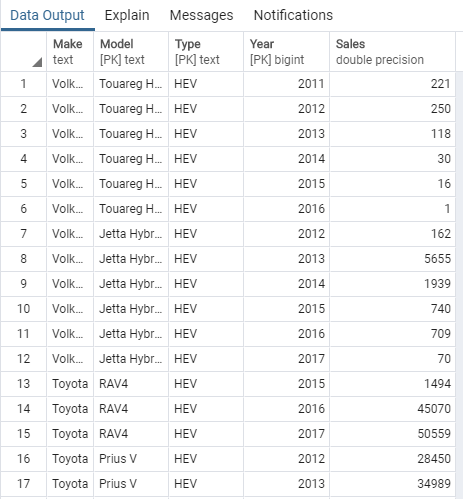 Data Output Explain Messages Notifications
Make Model Type Year Sales
text [PK] text [PK] text [PK] bigint double precision
1 Volk... Touareg H... HEV 2011 221
2 Volk... Touareg H... HEV 2012 250
3 Volk... Touareg H... HEV 2013 118
4 Volk... Touareg H... HEV 2014 30
5 Volk... Touareg H... HEV 2015 16
6 Volk... Touareg H... HEV 2016 1
7 Volk... Jetta Hybr... HEV 2012 162
8 Volk... Jetta Hybr... HEV 2013 5655
9 Volk... Jetta Hybr... HEV 2014 1939
10 Volk... Jetta Hybr... HEV 2015 740
11 Volk... Jetta Hybr... HEV 2016 709
12 Volk... Jetta Hybr... HEV 2017 70
13 Toyota RAV4 HEV 2015 1494
14 Toyota RAV4 HEV 2016 45070
15 Toyota RAV4 HEV 2017 50559
16 Toyota Prius V HEV 2012 28450
17 Toyota Prius V HEV 2013 34989